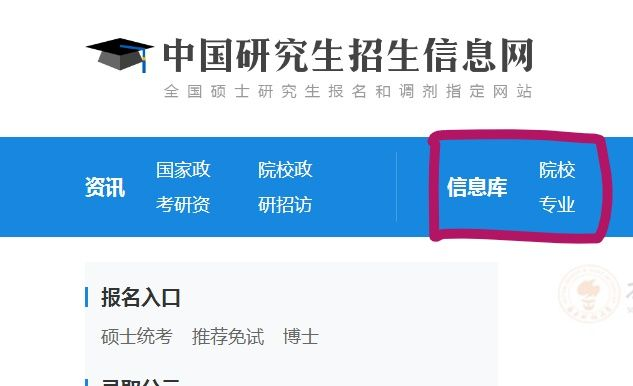 中国研究生招生信息网
全国硕士研究生报名和调剂指定网站
资讯 国家政 院校政 信息库 院校
考研资 研招访 专业
报名入口
硕士统考 推荐免试 博士